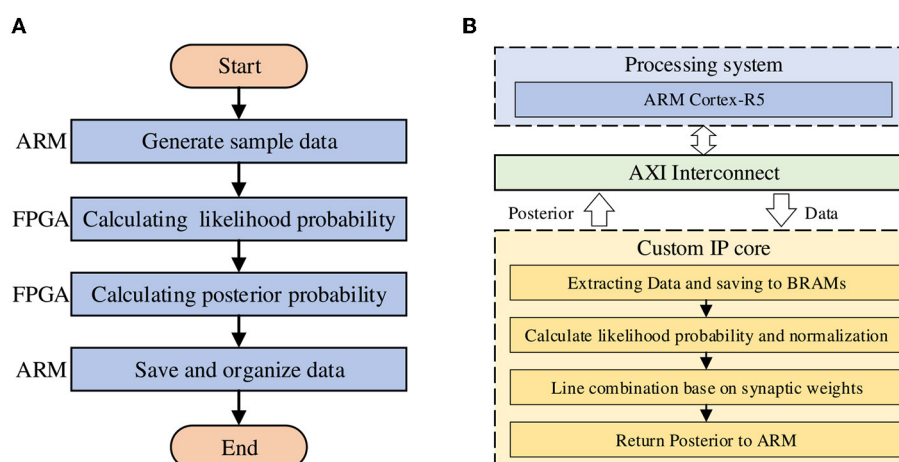 A
Start
ARM
Generate sample data
FPGA
Calculating likelihood probability
FPGA
Calculating posterior probability
ARM
Save and organize data
End
B
Processing system
ARM Cortex-R5
AXI Interconnect
Posterior
Data
Custom IP core
Extracting Data and saving to BRAMs
Calculate likelihood probability and normalization
Line combination base on synaptic weights
Return Posterior to ARM